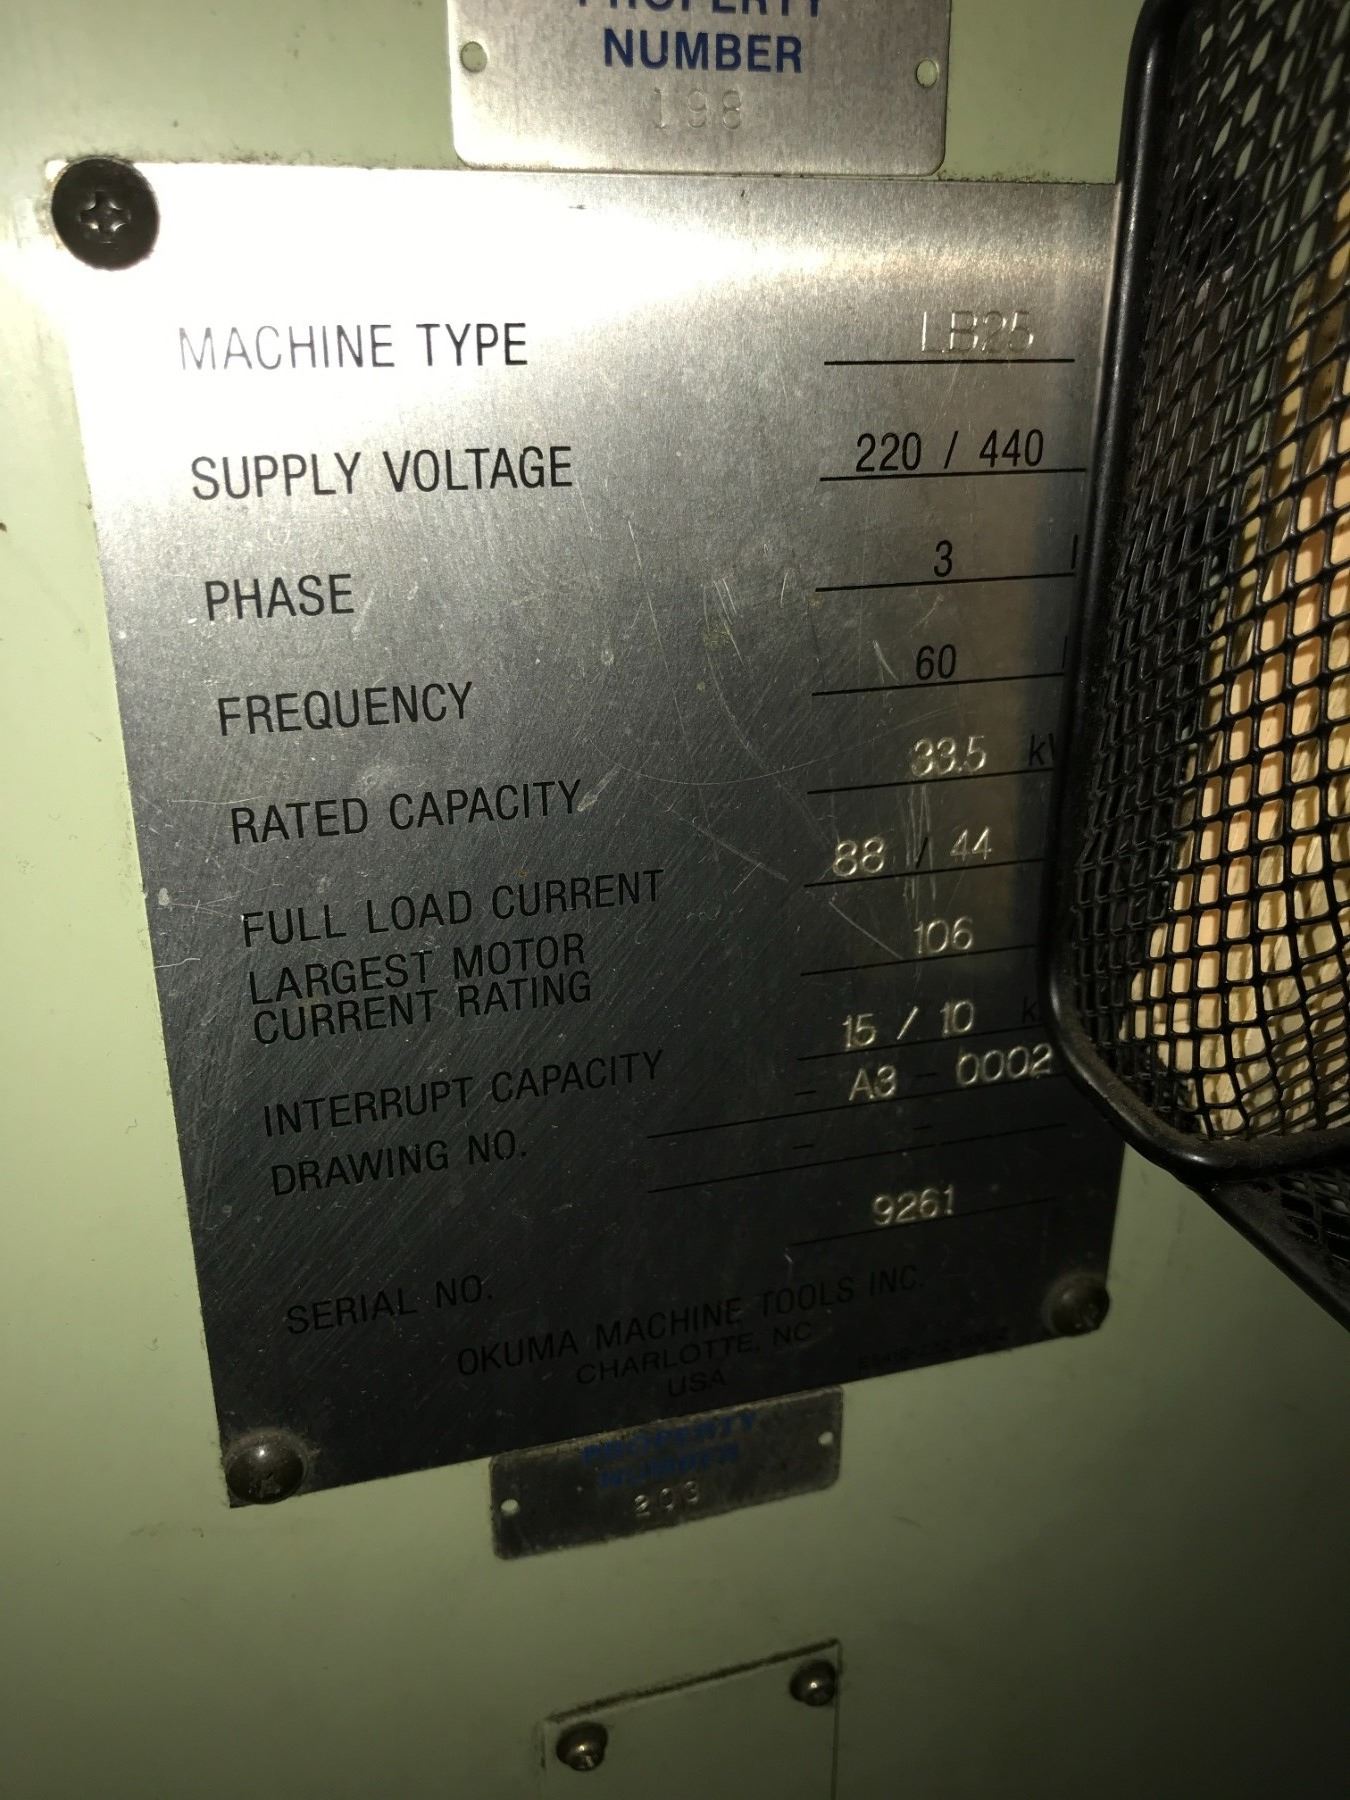 PROPERTY
NUMBER
198
MACHINE TYPE LB25
SUPPLY VOLTAGE 220 / 440
PHASE 3
FREQUENCY 60
RATED CAPACITY 33.5 k
FULL LOAD CURRENT 88 / 44
LARGEST MOTOR
CURRENT RATING 106
INTERRUPT CAPACITY 15 / 10 k
DRAWING NO. - A3 - 0002
- -
SERIAL NO. 9261
OKUMA MACHINE TOOLS INC.
CHARLOTTE, NC
USA
PROPERTY
NUMBER
203